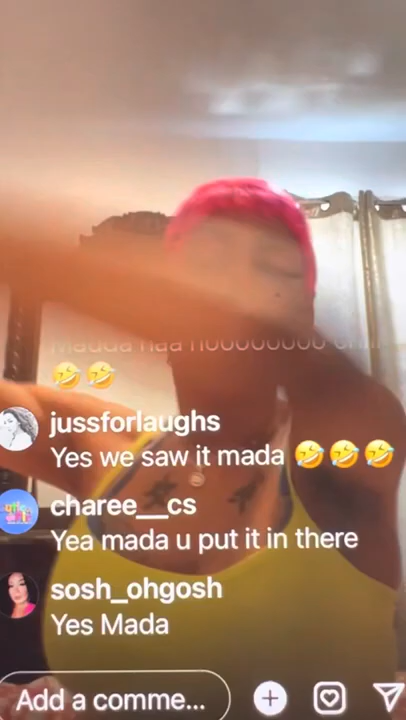 🤣🤣
jussforlaughs
Yes we saw it mada 🤣🤣🤣
charee__cs
Yea mada u put it in there
sosh_ohgosh
Yes Mada
Add a comme...